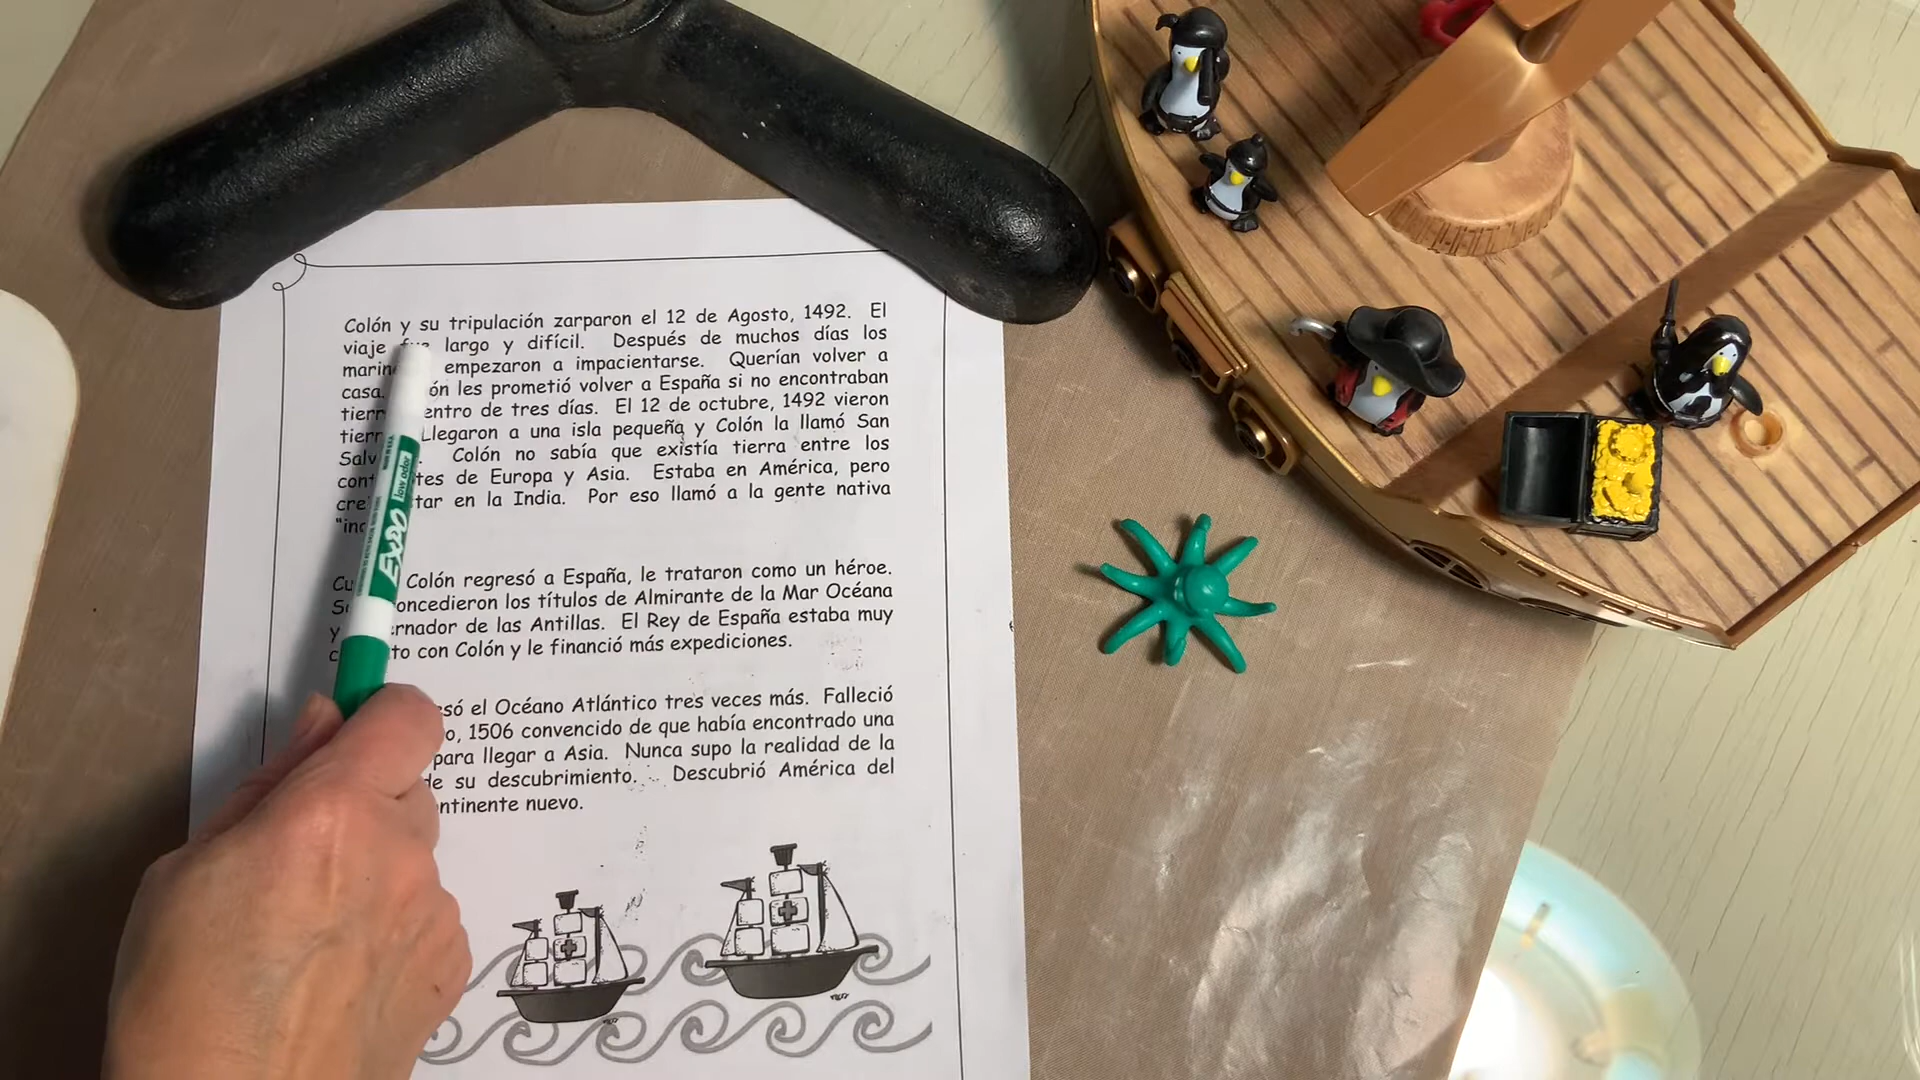 Colón y su tripulación zarparon el 12 de Agosto, 1492. El
viaje largo y difícil. Después de muchos días los
empezaron a impacientarse. Querían volver a
casa. les prometió volver a España si no encontraban
de tres días. El 12 de octubre, 1492 vieron
Llegaron a una isla pequeña y Colón la llamó San
Colón no sabía que existía tierra entre los
de Europa y Asia. Estaba en América, pero
en la India. Por eso llamó a la gente nativa
Colón regresó a España, le trataron como un héroe.
los títulos de Almirante de la Mar Océana
y de las Antillas. El Rey de España estaba muy
con Colón y le financió más expediciones.
el Océano Atlántico tres veces más. Falleció
1506 convencido de que había encontrado una
para llegar a Asia. Nunca supo la realidad de la
de su descubrimiento. Descubrió América del
nuevo.
EXPO
low odor